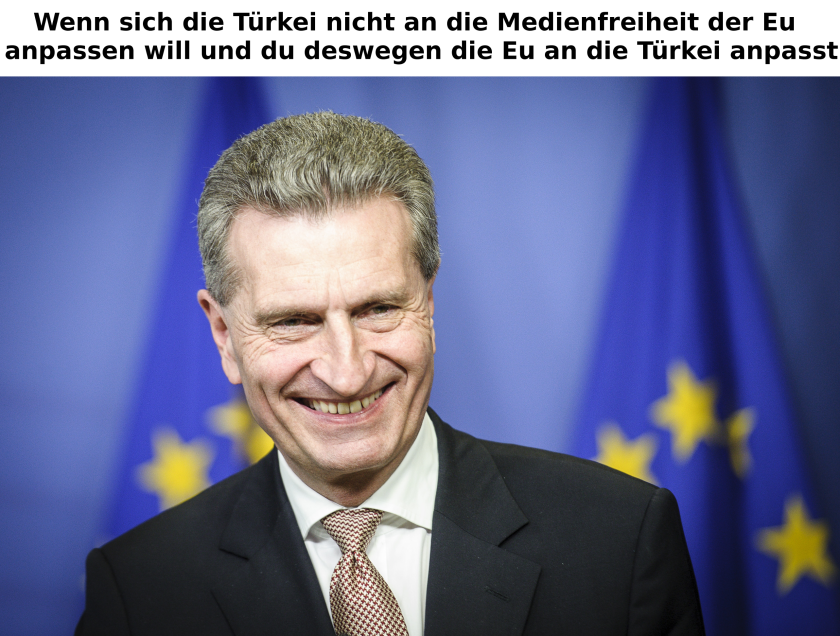 Wenn sich die Türkei nicht an die Medienfreiheit der Eu
anpassen will und du deswegen die Eu an die Türkei anpasst